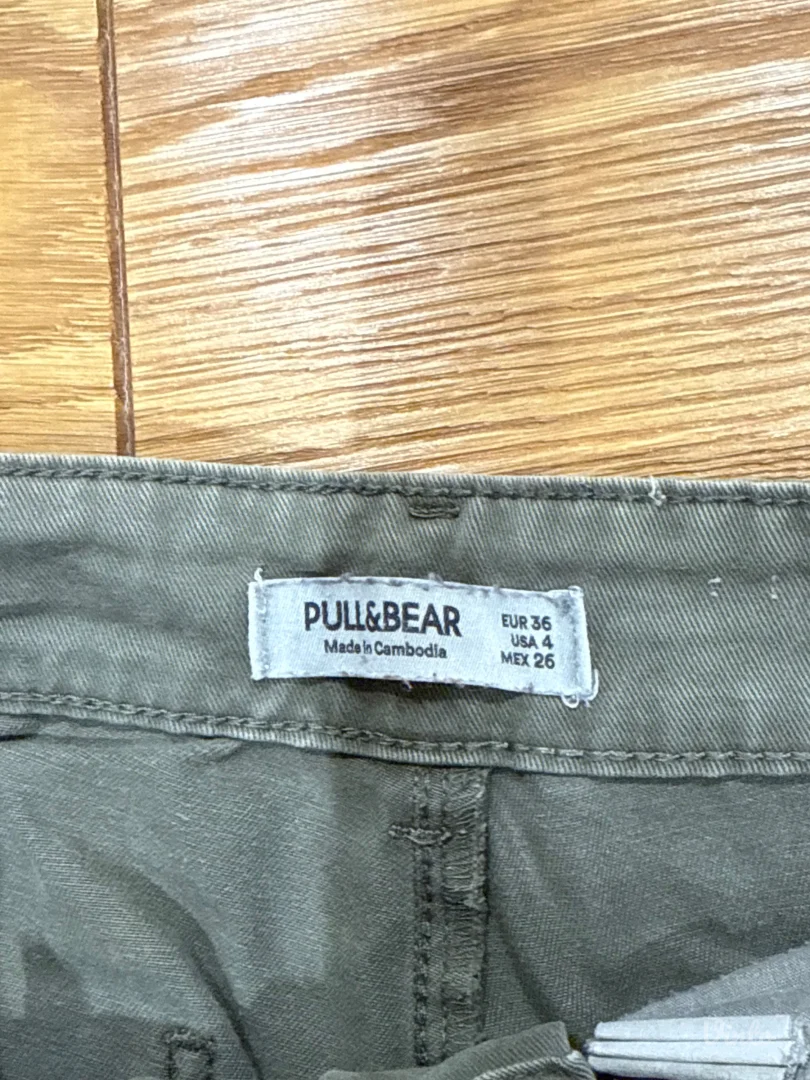 PULL&BEAR
Made in Cambodia
EUR 36
USA 4
MEX 26